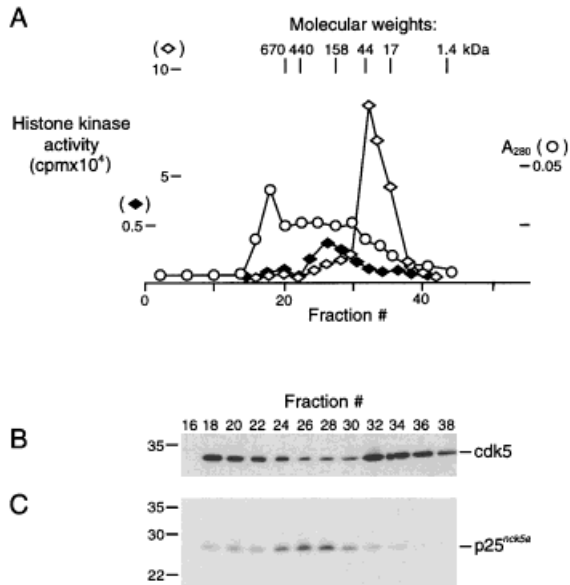 A
Molecular weights:
(◇) 670 440 158 44 17 1.4 kDa
10
Histone kinase
activity
(cpmx10⁴)
A₂₈₀ (○)
5
0.05
(◆)
0.5
0 20 40
Fraction #
Fraction #
B 16 18 20 22 24 26 28 30 32 34 36 38
35 cdk5
C
35
30 p25ⁿᶜᵏ⁵ᵃ
22